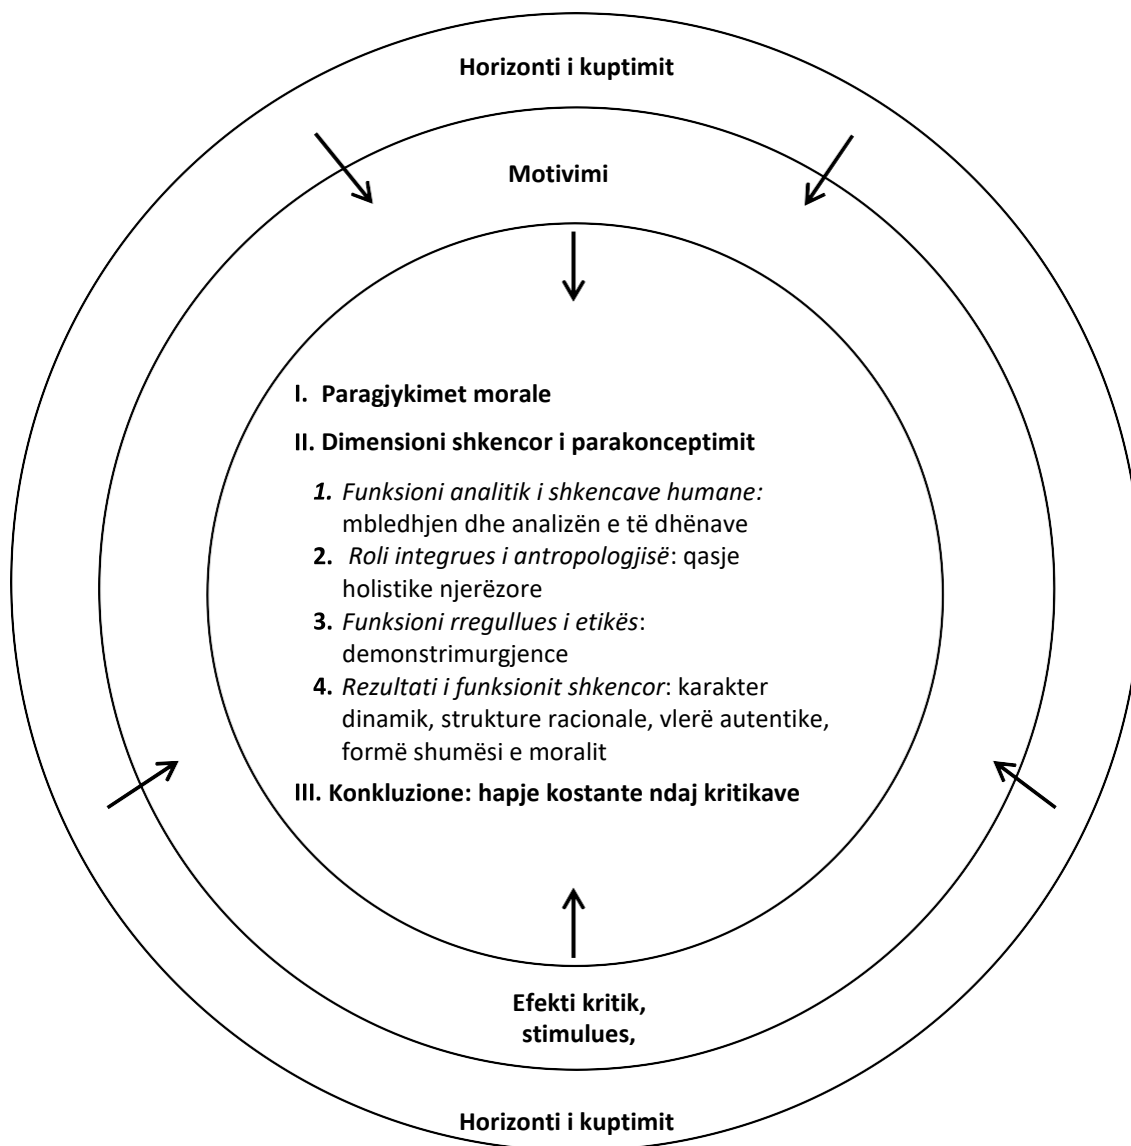 Horizonti i kuptimit
Motivimi
I. Paragjykimet morale
II. Dimensioni shkencor i parakonceptimit
1. Funksioni analitik i shkencave humane:
mbledhjen dhe analizën e të dhënave
2. Roli integrues i antropologjisë: qasje
holistike njerëzore
3. Funksioni rregullues i etikës:
demonstrimurgjence
4. Rezultati i funksionit shkencor: karakter
dinamik, strukture racionale, vlerë autentike,
formë shumësi e moralit
III. Konkluzione: hapje kostante ndaj kritikave
Efekti kritik,
stimulues,
Horizonti i kuptimit